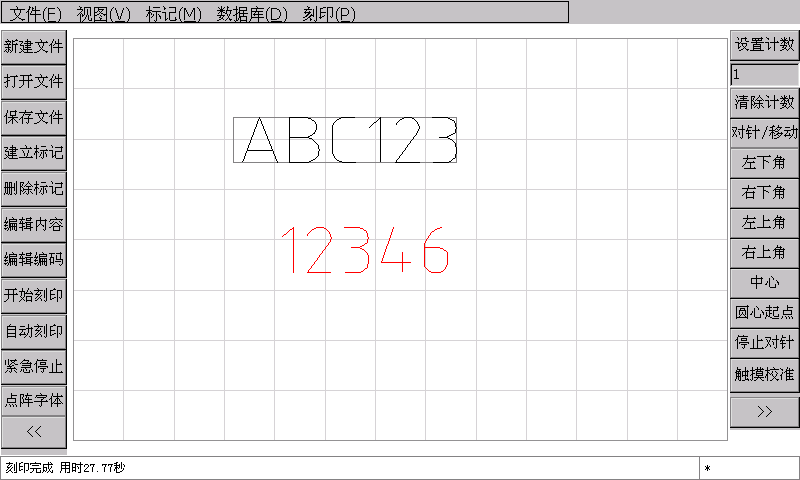 文件(F) 视图(V) 标记(M) 数据库(D) 刻印(P)
新建文件
打开文件
保存文件
建立标记
删除标记
编辑内容
编辑编码
开始刻印
自动刻印
紧急停止
点阵字体
<<
ABC123
12346
设置计数
1
清除计数
对针/移动
左下角
右下角
左上角
右上角
中心
圆心起点
停止对针
触摸校准
>>
刻印完成 用时27.77秒
*